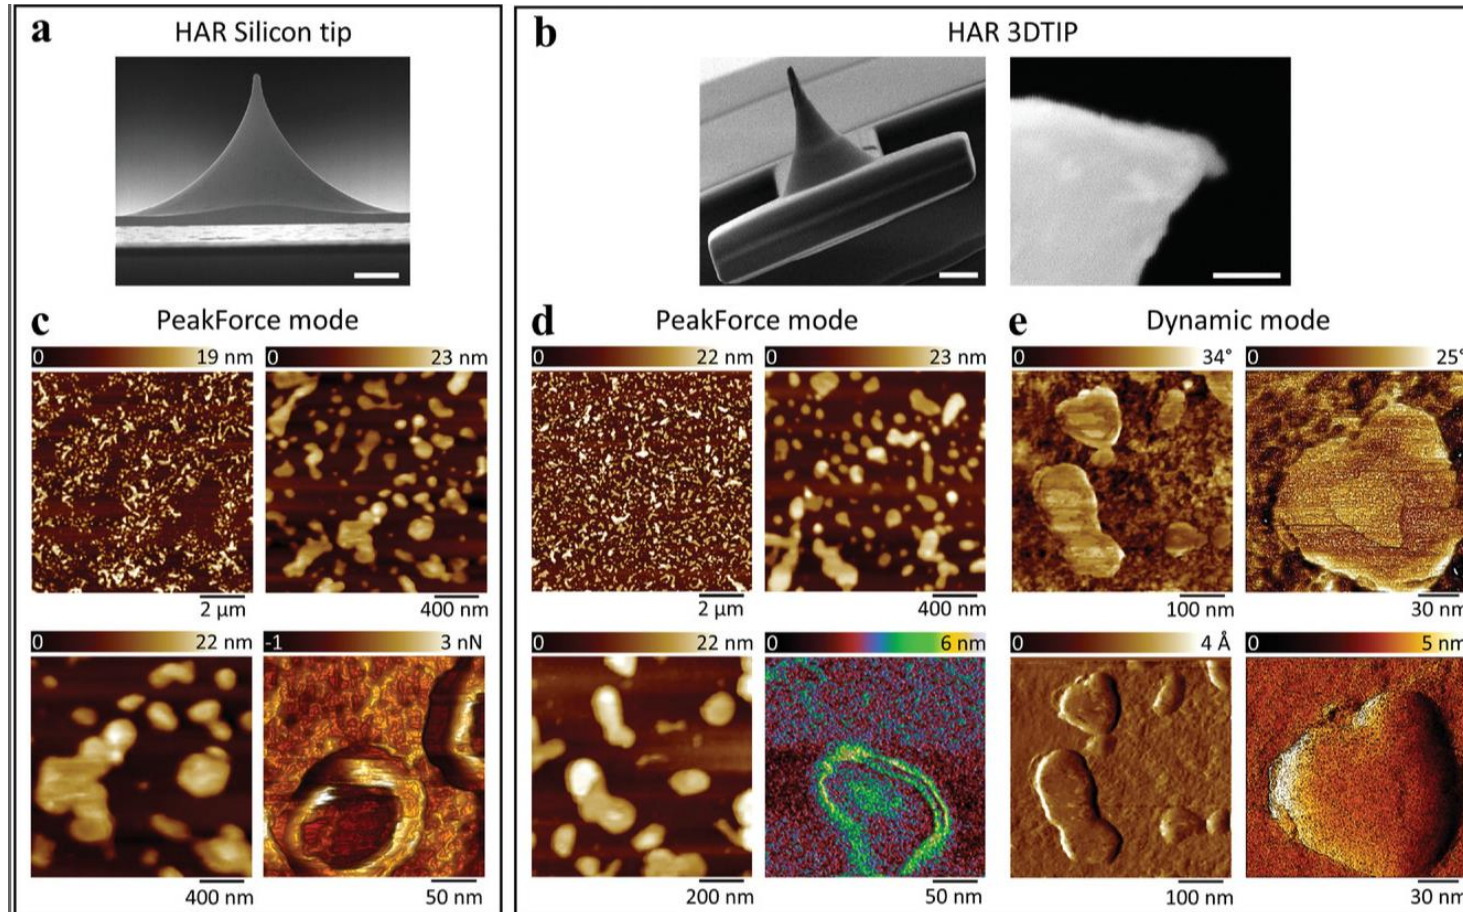 a
HAR Silicon tip
b
HAR 3DTIP
c
PeakForce mode
0 19 nm
0 23 nm
2 µm
400 nm
0 22 nm
-1 3 nN
400 nm
50 nm
d
PeakForce mode
0 22 nm
0 23 nm
2 µm
400 nm
0 22 nm
0 6 nm
200 nm
50 nm
e
Dynamic mode
0 34°
0 25°
100 nm
30 nm
0 4 Å
0 5 nm
100 nm
30 nm